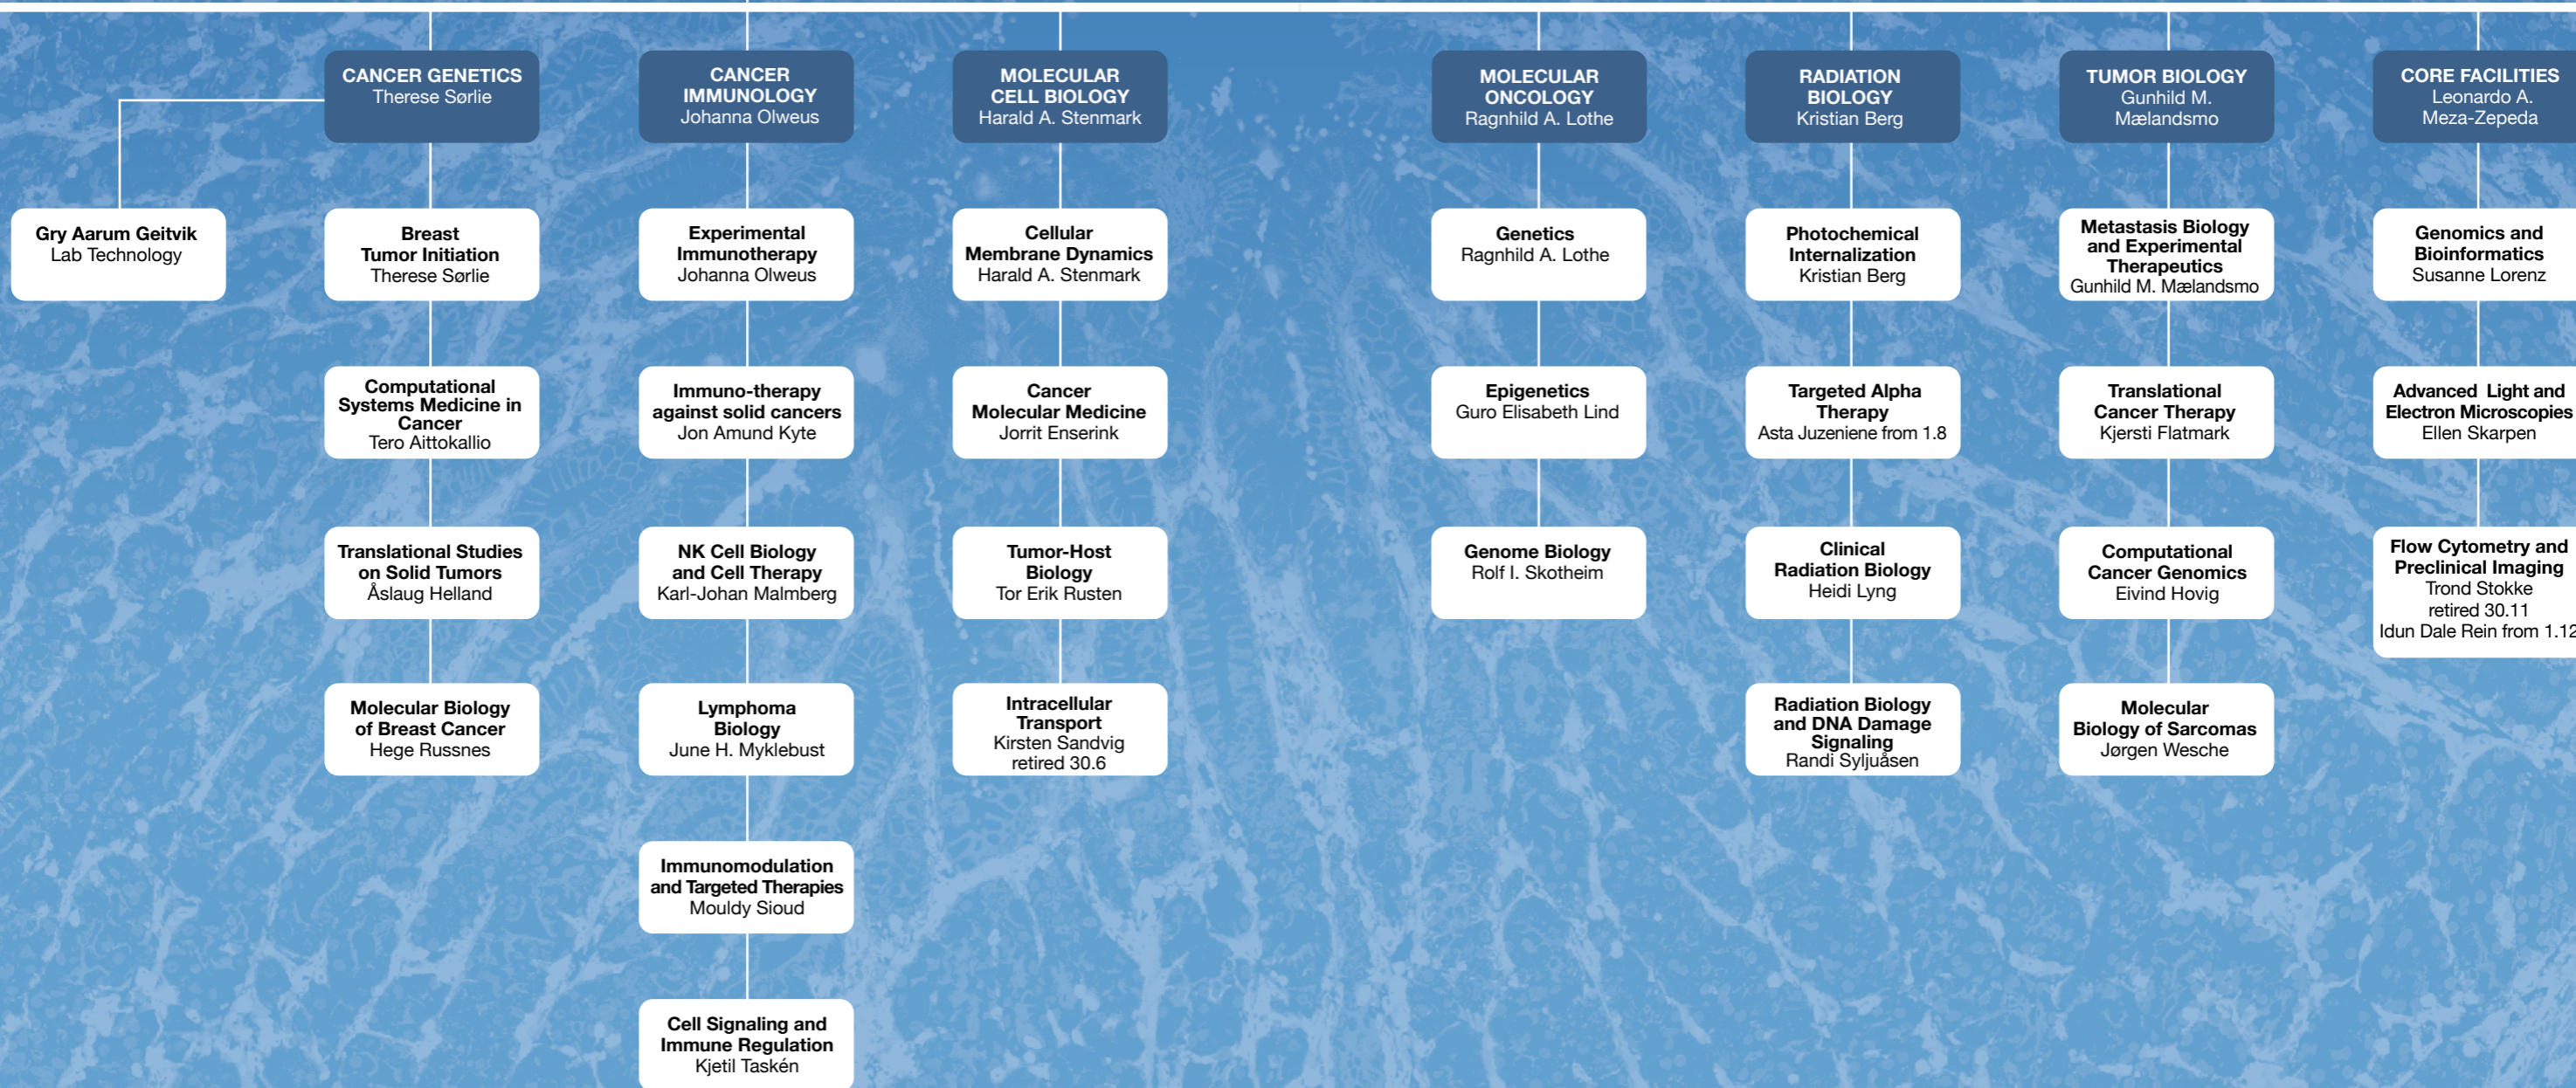 CANCER GENETICS
Therese Sørlie
CANCER
IMMUNOLOGY
Johanna Olweus
MOLECULAR
CELL BIOLOGY
Harald A. Stenmark
MOLECULAR
ONCOLOGY
Ragnhild A. Lothe
RADIATION
BIOLOGY
Kristian Berg
TUMOR BIOLOGY
Gunhild M.
Mælandsmo
CORE FACILITIES
Leonardo A.
Meza-Zepeda
Gry Aarum Geitvik
Lab Technology
Breast
Tumor Initiation
Therese Sørlie
Experimental
Immunotherapy
Johanna Olweus
Cellular
Membrane Dynamics
Harald A. Stenmark
Genetics
Ragnhild A. Lothe
Photochemical
Internalization
Kristian Berg
Metastasis Biology
and Experimental
Therapeutics
Gunhild M. Mælandsmo
Genomics and
Bioinformatics
Susanne Lorenz
Computational
Systems Medicine in
Cancer
Tero Aittokallio
Immuno-therapy
against solid cancers
Jon Amund Kyte
Cancer
Molecular Medicine
Jorrit Enserink
Epigenetics
Guro Elisabeth Lind
Targeted Alpha
Therapy
Asta Juzeniene from 1.8
Translational
Cancer Therapy
Kjersti Flatmark
Advanced Light and
Electron Microscopies
Ellen Skarpen
Translational Studies
on Solid Tumors
Åslaug Helland
NK Cell Biology
and Cell Therapy
Karl-Johan Malmberg
Tumor-Host
Biology
Tor Erik Rusten
Genome Biology
Rolf I. Skotheim
Clinical
Radiation Biology
Heidi Lyng
Computational
Cancer Genomics
Eivind Hovig
Flow Cytometry and
Preclinical Imaging
Trond Stokke
retired 30.11
Idun Dale Rein from 1.12
Molecular Biology
of Breast Cancer
Hege Russnes
Lymphoma
Biology
June H. Myklebust
Intracellular
Transport
Kirsten Sandvig
retired 30.6
Radiation Biology
and DNA Damage
Signaling
Randi Syljuåsen
Molecular
Biology of Sarcomas
Jørgen Wesche
Immunomodulation
and Targeted Therapies
Mouldy Sioud
Cell Signaling and
Immune Regulation
Kjetil Taskén